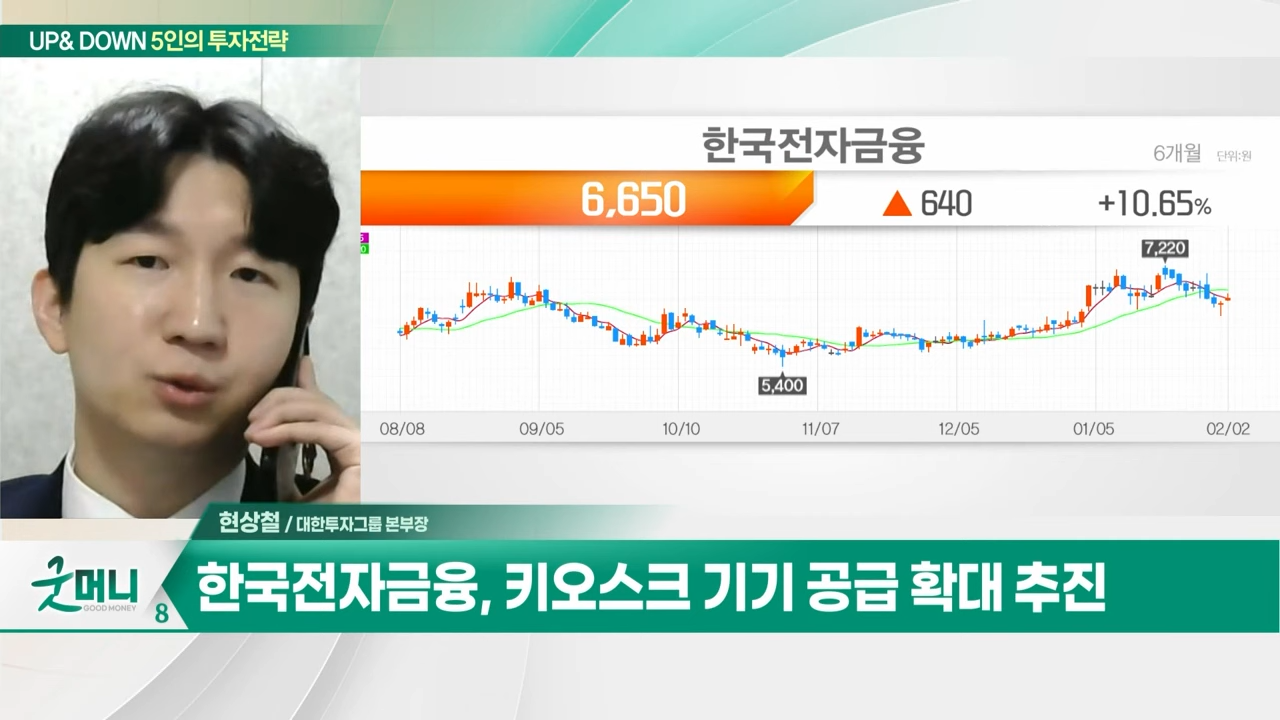 UP& DOWN 5인의 투자전략
한국전자금융
6개월 단위:원
6,650 ▲ 640 +10.65%
7,220
5,400
08/08 09/05 10/10 11/07 12/05 01/05 02/02
현상철 / 대한투자그룹 본부장
굿머니
GOOD MONEY
8
한국전자금융, 키오스크 기기 공급 확대 추진